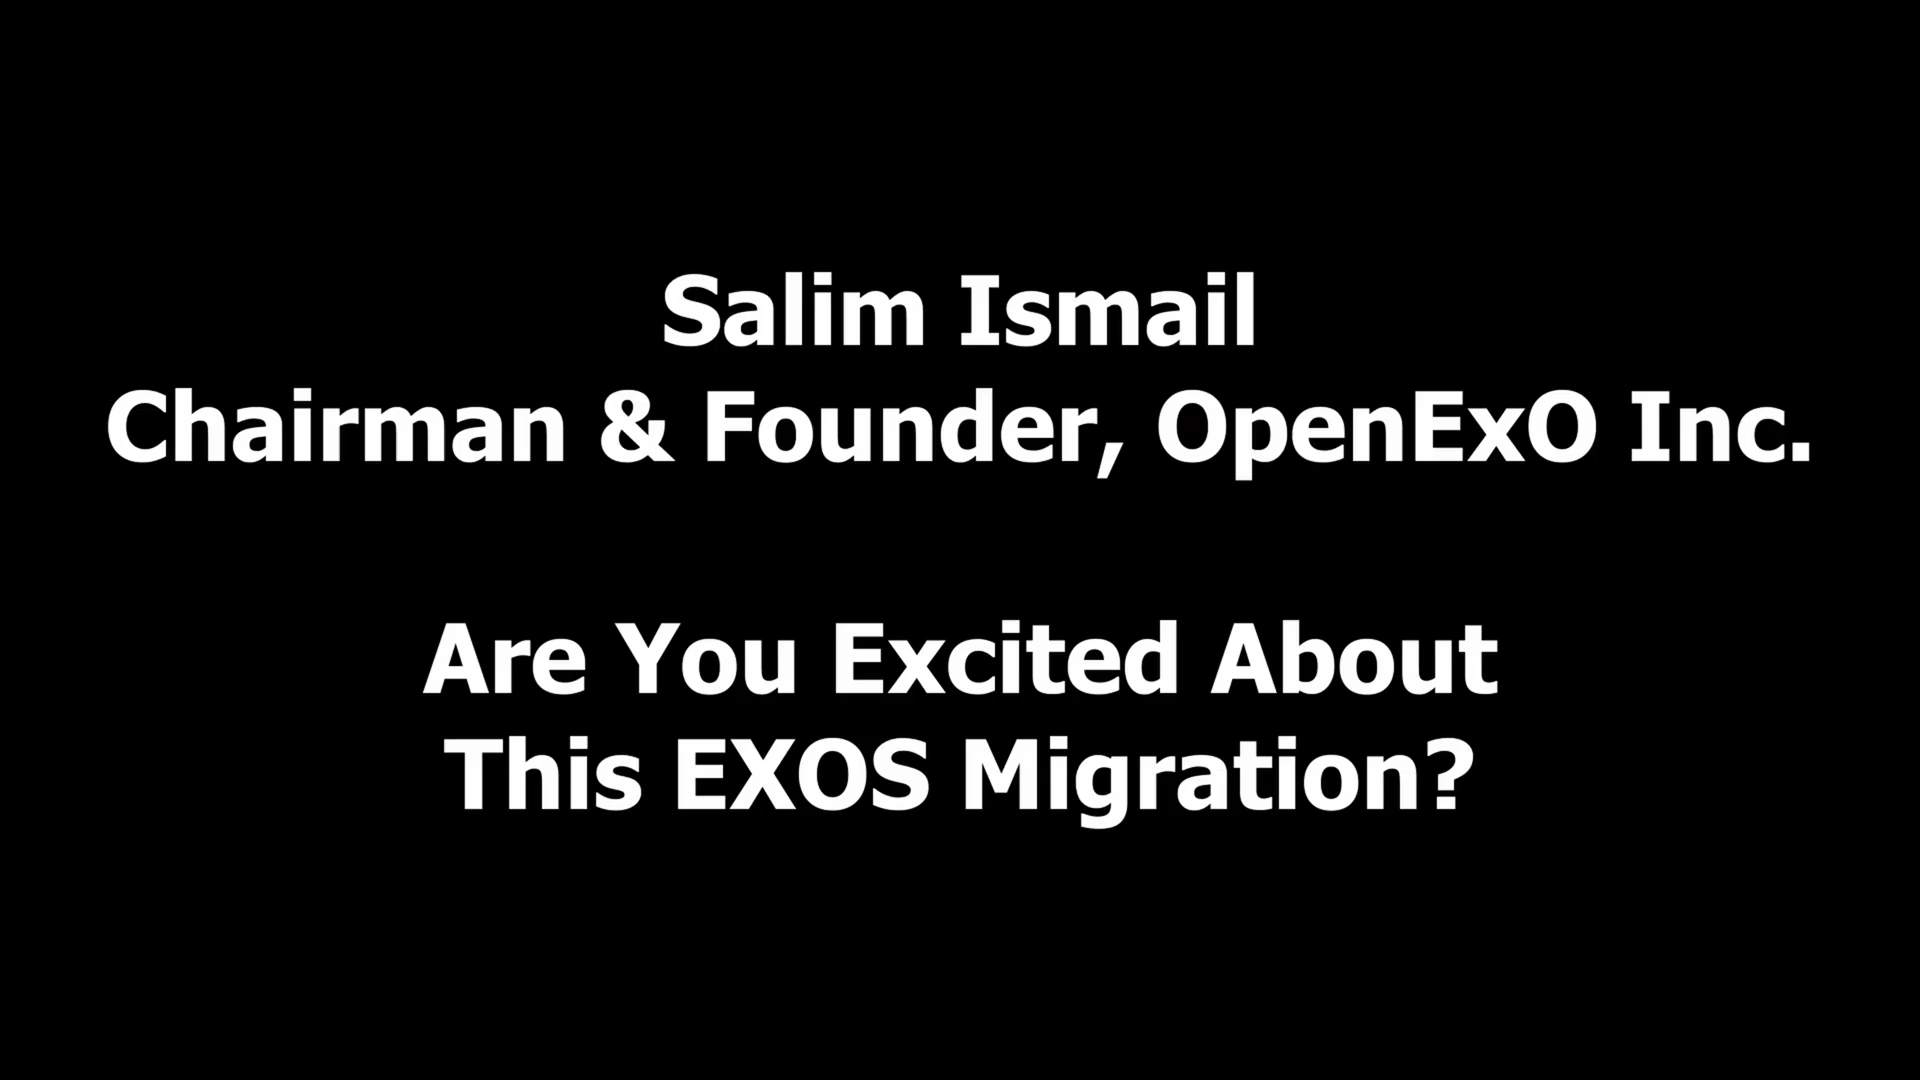 Salim Ismail
Chairman & Founder, OpenExO Inc.
Are You Excited About
This EXOS Migration?